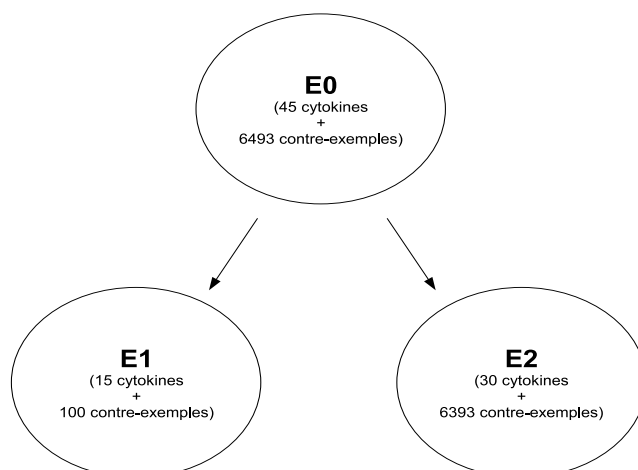 E0
(45 cytokines
+
6493 contre-exemples)
E1
(15 cytokines
+
100 contre-exemples)
E2
(30 cytokines
+
6393 contre-exemples)